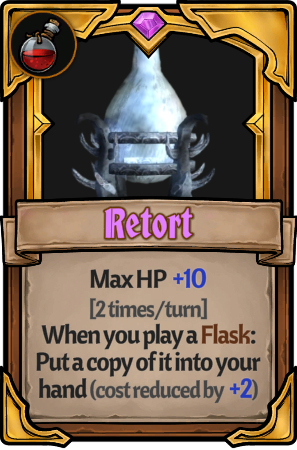 Retort
Max HP +10
[2 times/turn]
When you play a Flask:
Put a copy of it into your
hand (cost reduced by +2)